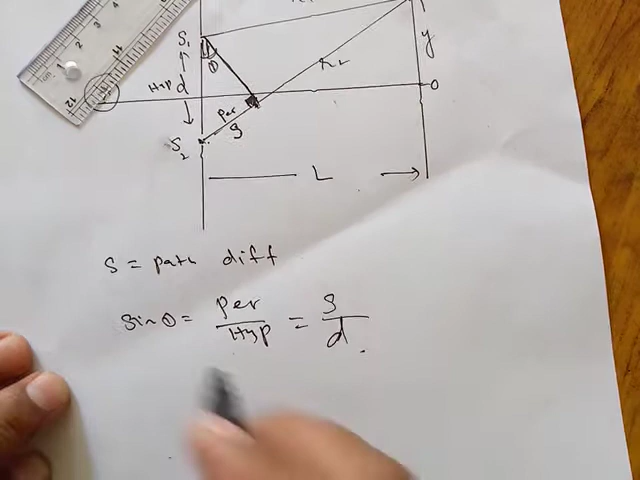 S₁
θ
y
r₂
Hyp d
O
per
S
S₂
L
S = path diff
sin θ = per/Hyp = S/d